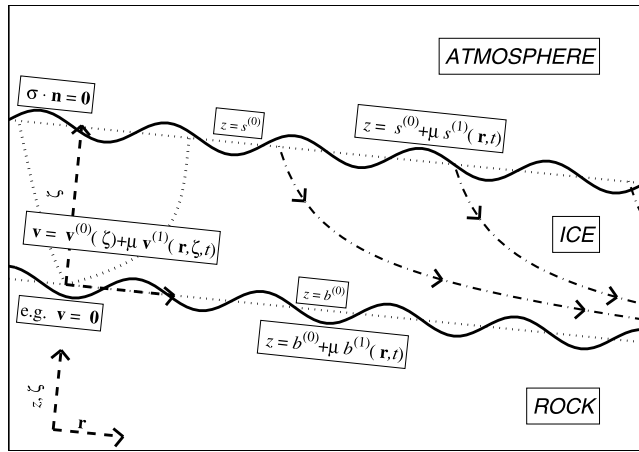 ATMOSPHERE
σ · n = 0
z = s⁽⁰⁾
z = s⁽⁰⁾+μ s⁽¹⁾( r,t)
ζ
ICE
v = v⁽⁰⁾( ζ)+μ v⁽¹⁾( r,ζ,t)
z = b⁽⁰⁾
e.g. v = 0
z = b⁽⁰⁾+μ b⁽¹⁾( r,t)
z, ζ
r
ROCK